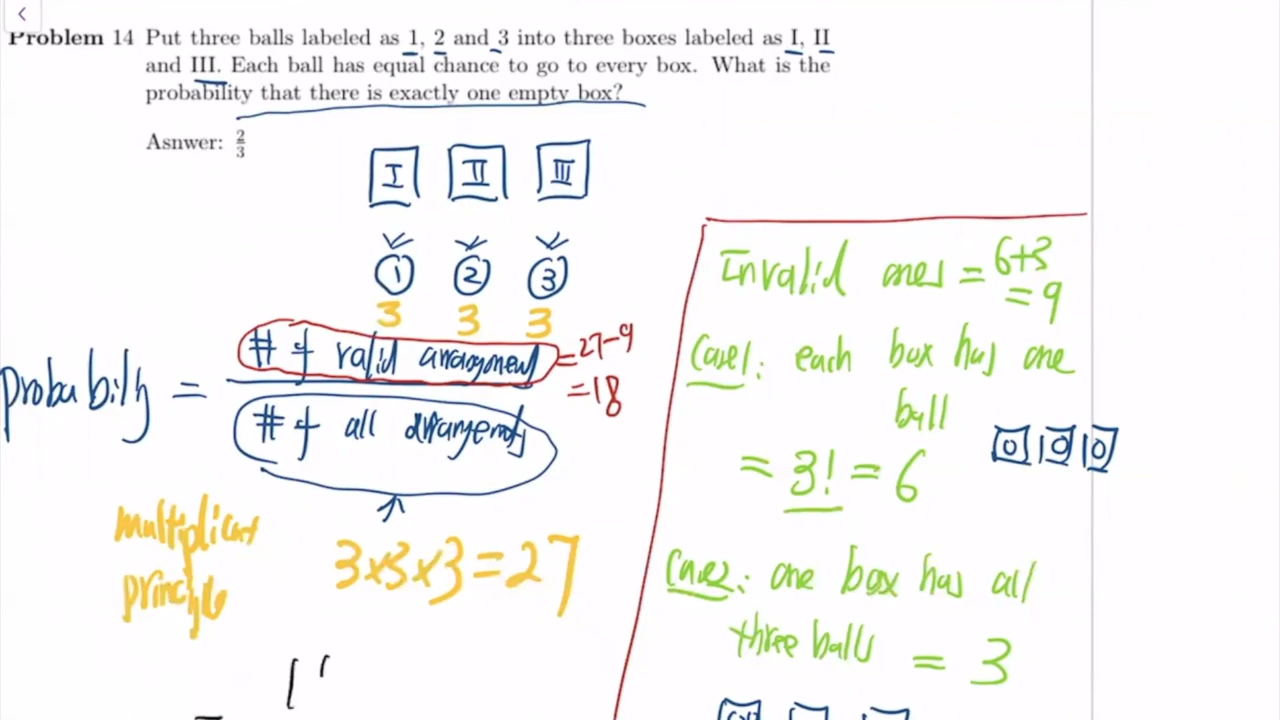 Problem 14 Put three balls labeled as 1, 2 and 3 into three boxes labeled as I, II
and III. Each ball has equal chance to go to every box. What is the
probability that there is exactly one empty box?
Asnwer: 2/3
I II III
1 2 3
3 3 3
probability = # of valid arrangement = 27-9
= 18
# of all arrangements
multiplicat
principle
3×3×3=27
Invalid ones = 6+3
= 9
Case1: each box has one
ball
= 3! = 6
Case2: one box has all
three balls = 3